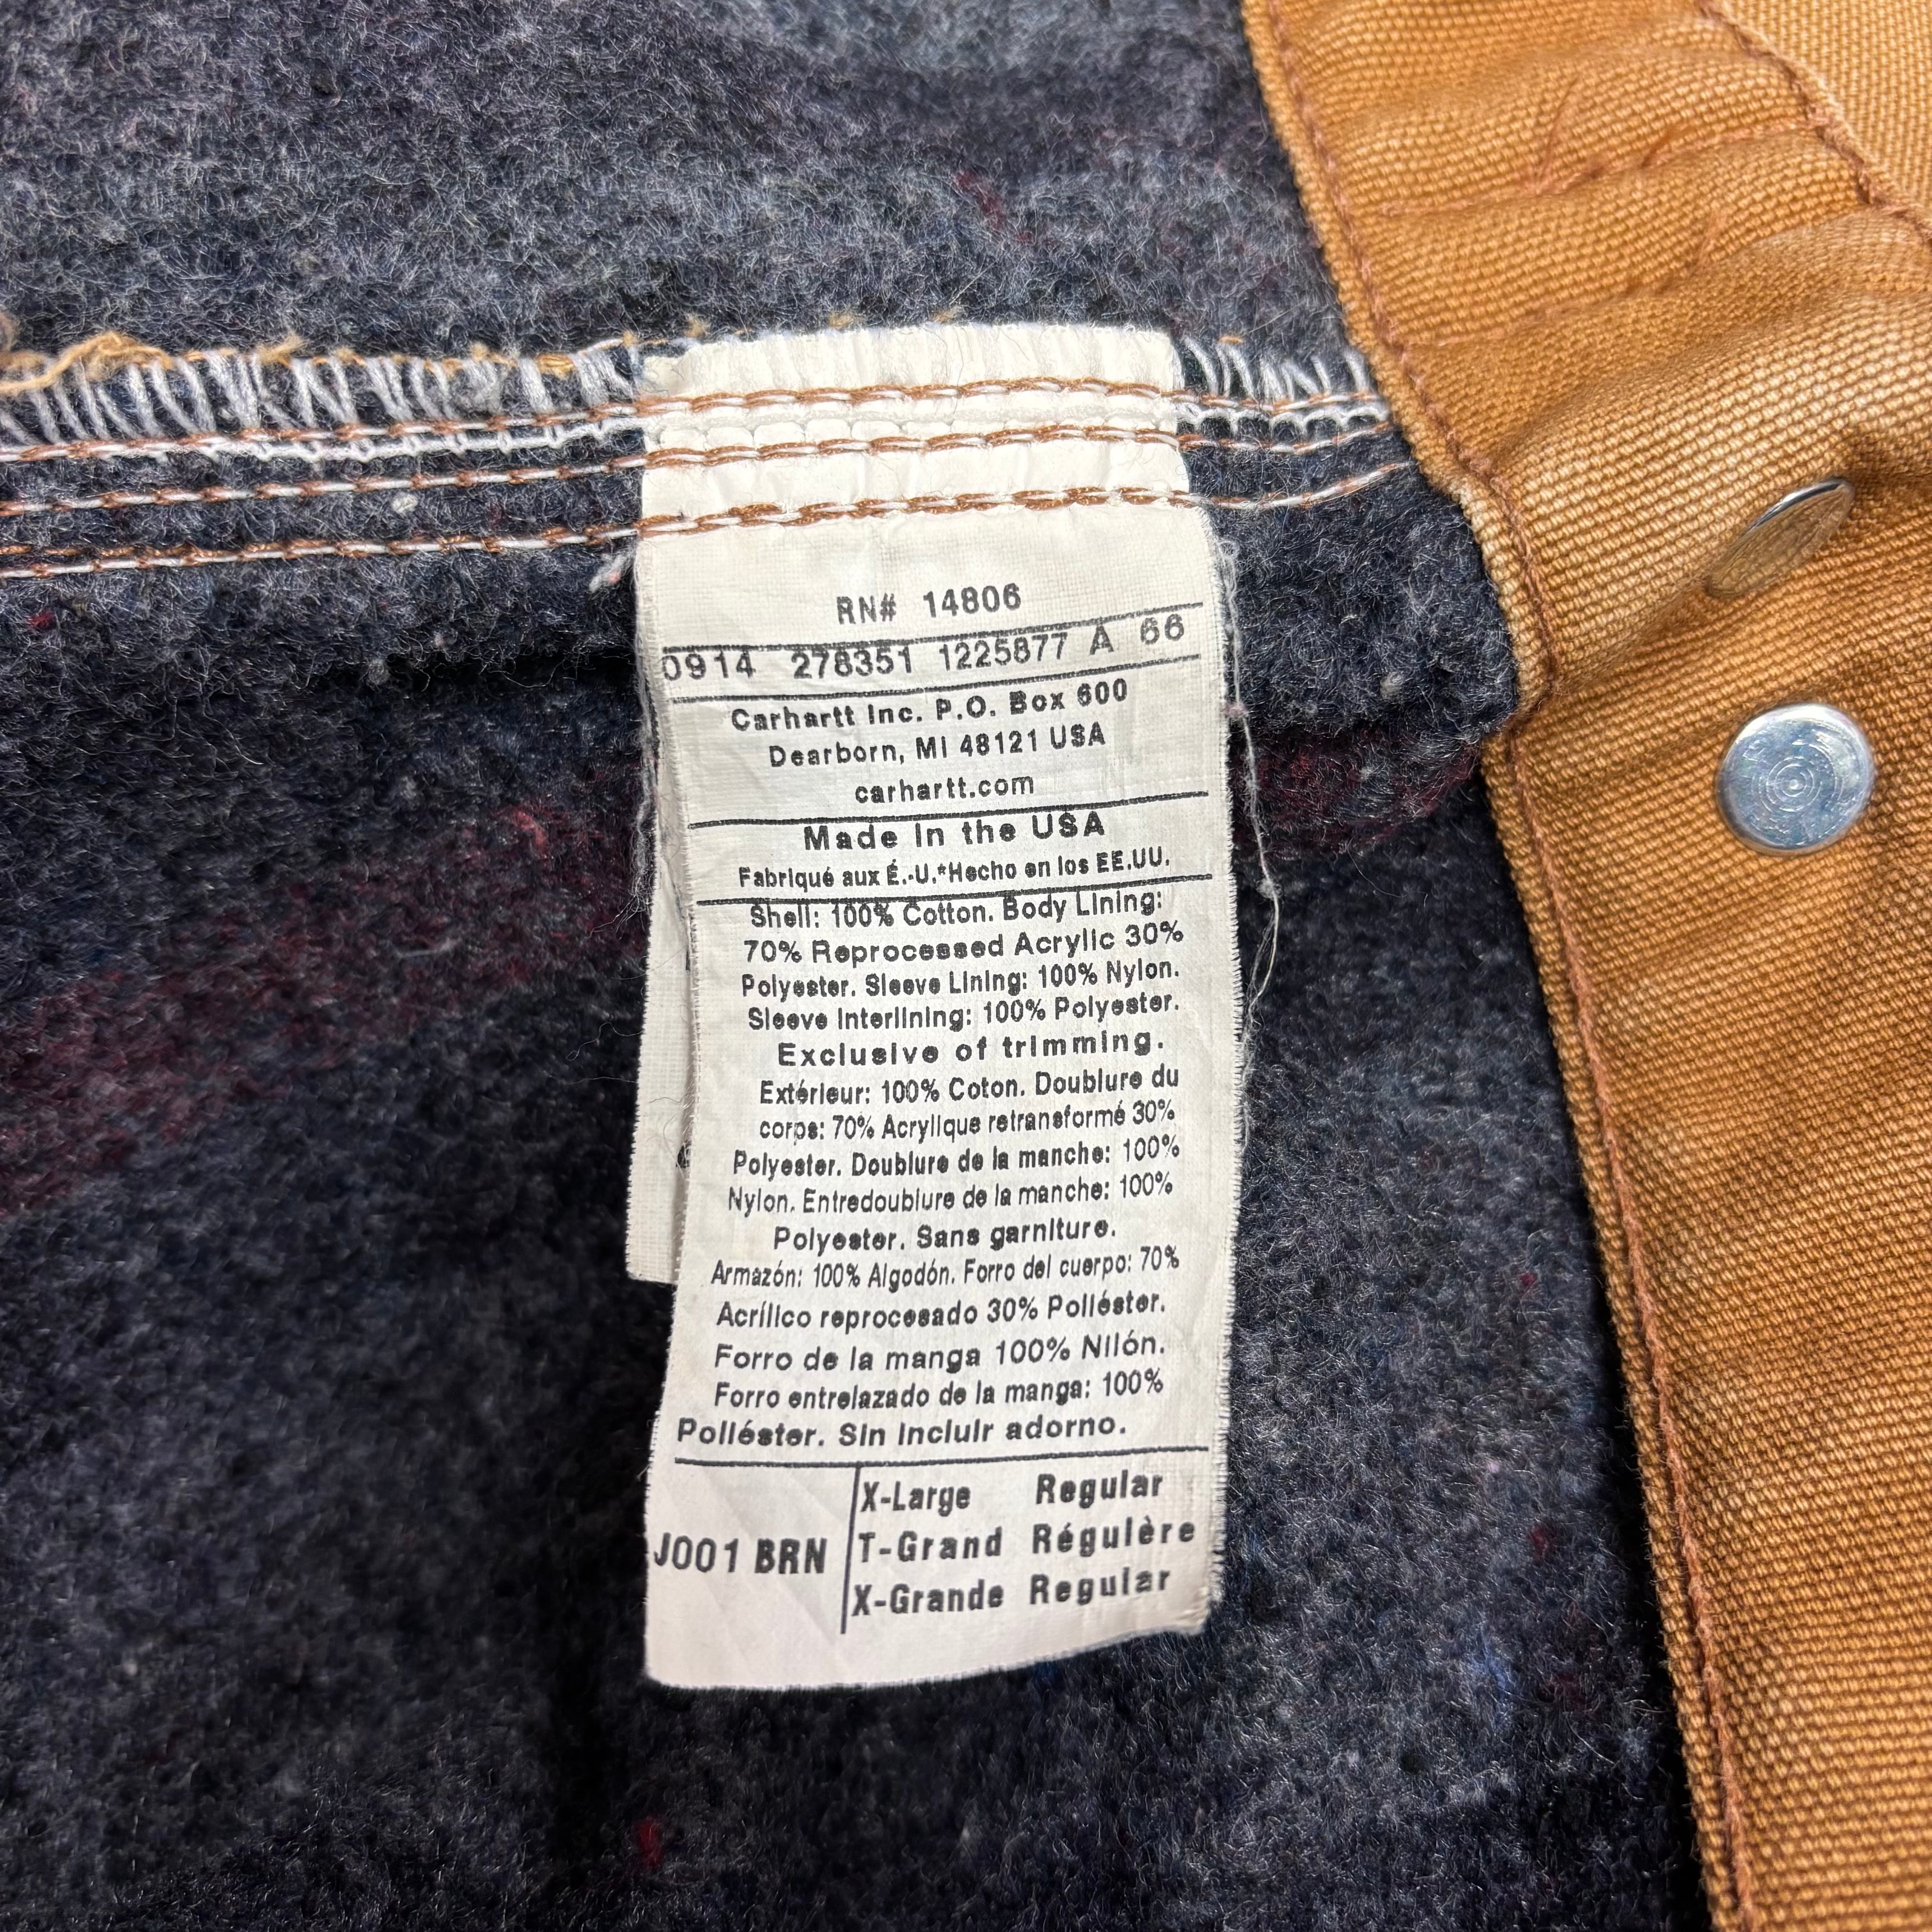 RN# 14806
0914 278351 1225877 A 66
Carhartt Inc. P.O. Box 600
Dearborn, MI 48121 USA
carhartt.com
Made in the USA
Fabriqué aux É.-U.*Hecho en los EE.UU.
Shell: 100% Cotton. Body Lining:
70% Reprocessed Acrylic 30%
Polyester. Sleeve Lining: 100% Nylon.
Sleeve Interlining: 100% Polyester.
Exclusive of trimming.
Extérieur: 100% Coton. Doublure du
corps: 70% Acrylique retransformé 30%
Polyester. Doublure de la manche: 100%
Nylon. Entredoublure de la manche: 100%
Polyester. Sans garniture.
Armazón: 100% Algodón. Forro del cuerpo: 70%
Acrílico reprocesado 30% Poliéster.
Forro de la manga 100% Nilón.
Forro entrelazado de la manga: 100%
Poliéster. Sin incluir adorno.
X-Large Regular
J001 BRN T-Grand Régulère
X-Grande Regular